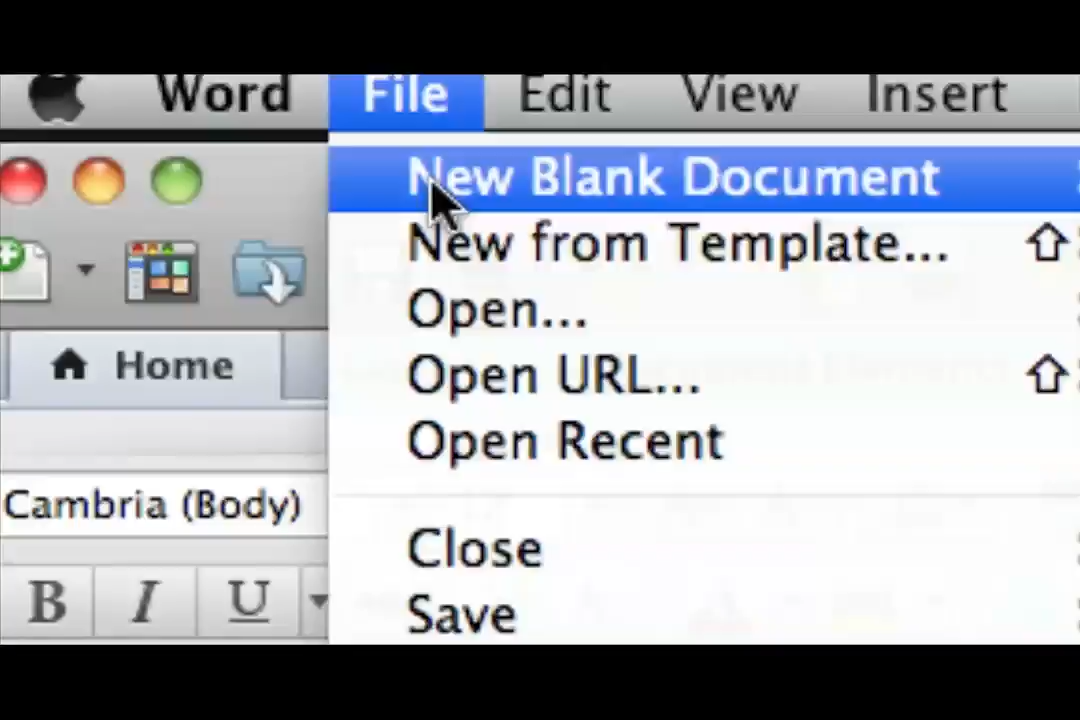 Word File Edit View Insert
New Blank Document
New from Template...
Open...
Open URL...
Home
Open Recent
Cambria (Body)
Close
B I U
Save